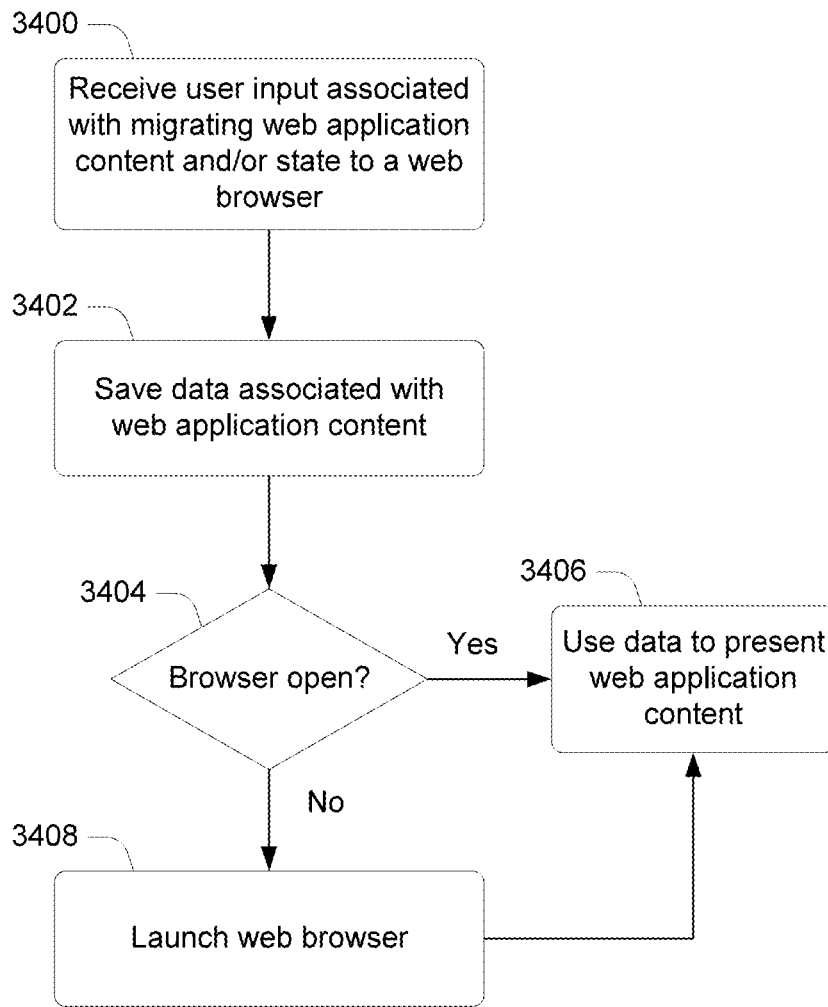 3400
Receive user input associated
with migrating web application
content and/or state to a web
browser
3402
Save data associated with
web application content
3404
Browser open?
Yes
3406
Use data to present
web application
content
No
3408
Launch web browser